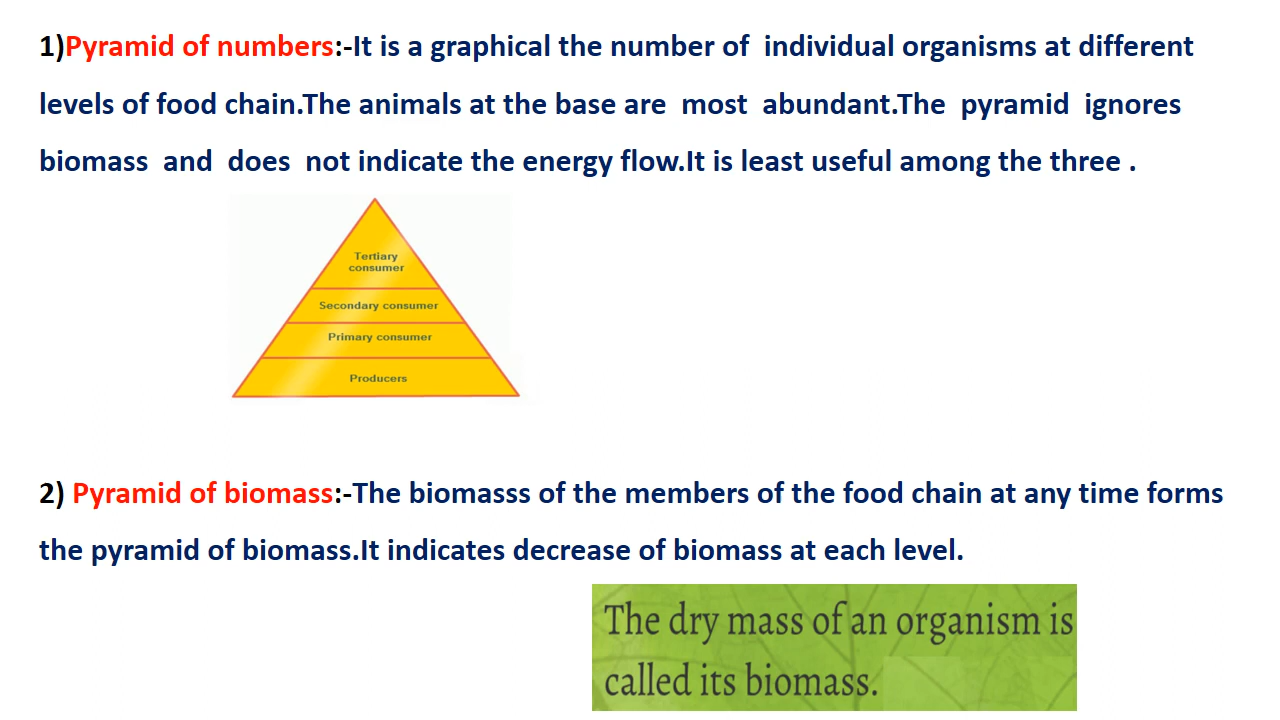 1)Pyramid of numbers:-It is a graphical the number of individual organisms at different
levels of food chain.The animals at the base are most abundant.The pyramid ignores
biomass and does not indicate the energy flow.It is least useful among the three .
Tertiary
consumer
Secondary consumer
Primary consumer
Producers
2) Pyramid of biomass:-The biomasss of the members of the food chain at any time forms
the pyramid of biomass.It indicates decrease of biomass at each level.
The dry mass of an organism is
called its biomass.